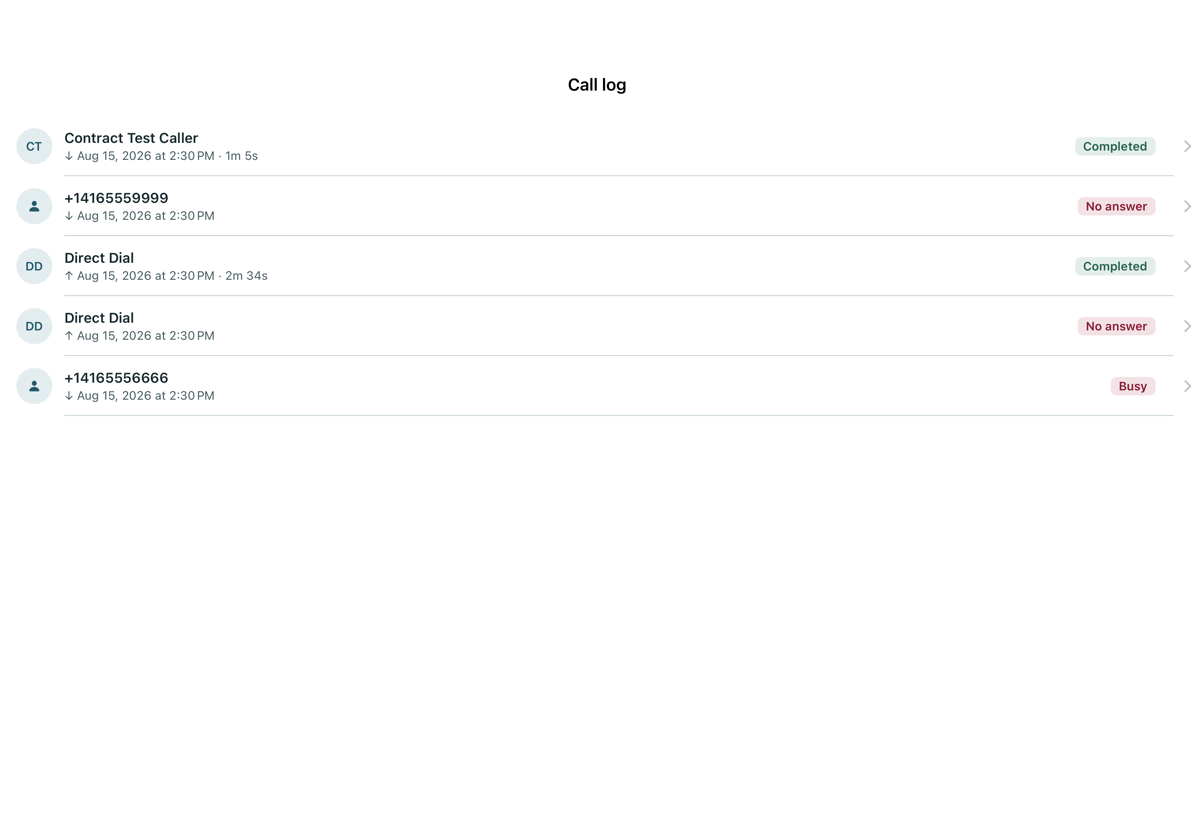 Call log
CT
Contract Test Caller
↓ Aug 15, 2026 at 2:30 PM · 1m 5s
Completed
+14165559999
↓ Aug 15, 2026 at 2:30 PM
No answer
DD
Direct Dial
↑ Aug 15, 2026 at 2:30 PM · 2m 34s
Completed
DD
Direct Dial
↑ Aug 15, 2026 at 2:30 PM
No answer
+14165556666
↓ Aug 15, 2026 at 2:30 PM
Busy